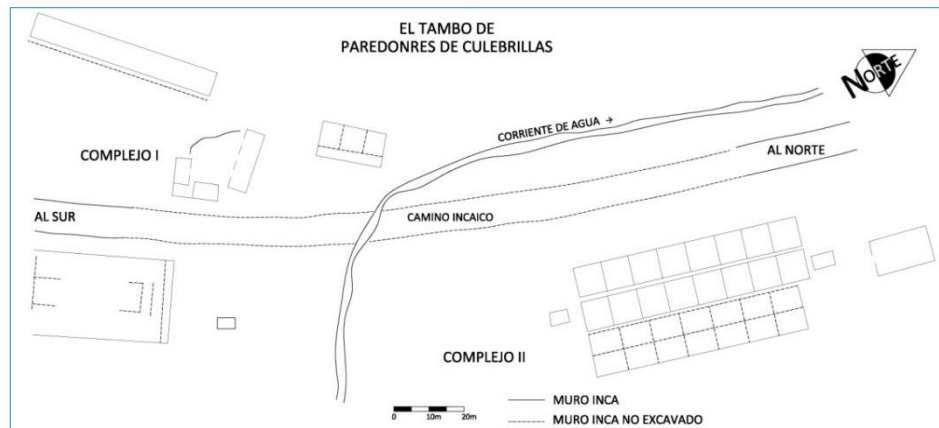 EL TAMBO DE
PAREDONRES DE CULEBRILLAS
NORTE
CORRIENTE DE AGUA →
COMPLEJO I
AL NORTE
AL SUR
CAMINO INCAICO
COMPLEJO II
MURO INCA
0 10m 20m
MURO INCA NO EXCAVADO